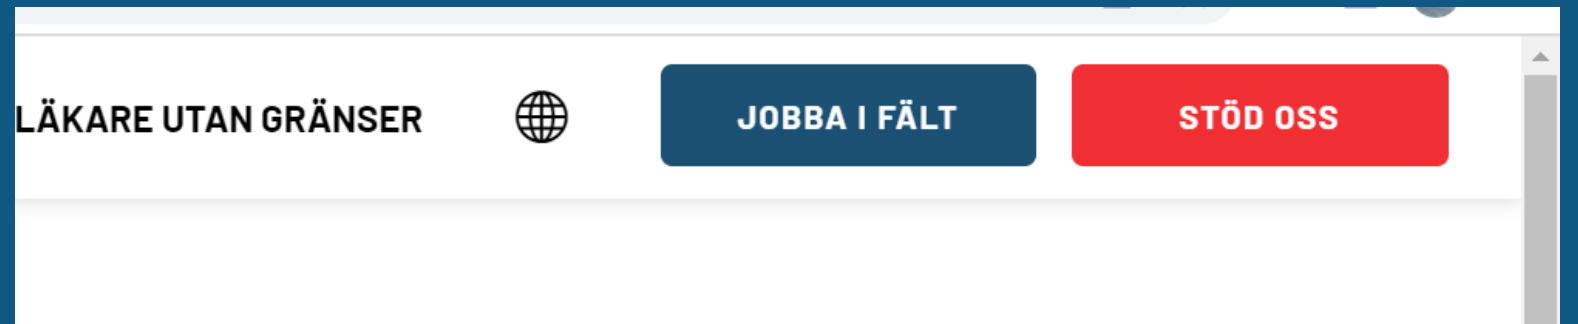 LÄKARE UTAN GRÄNSER
JOBBA I FÄLT
STÖD OSS